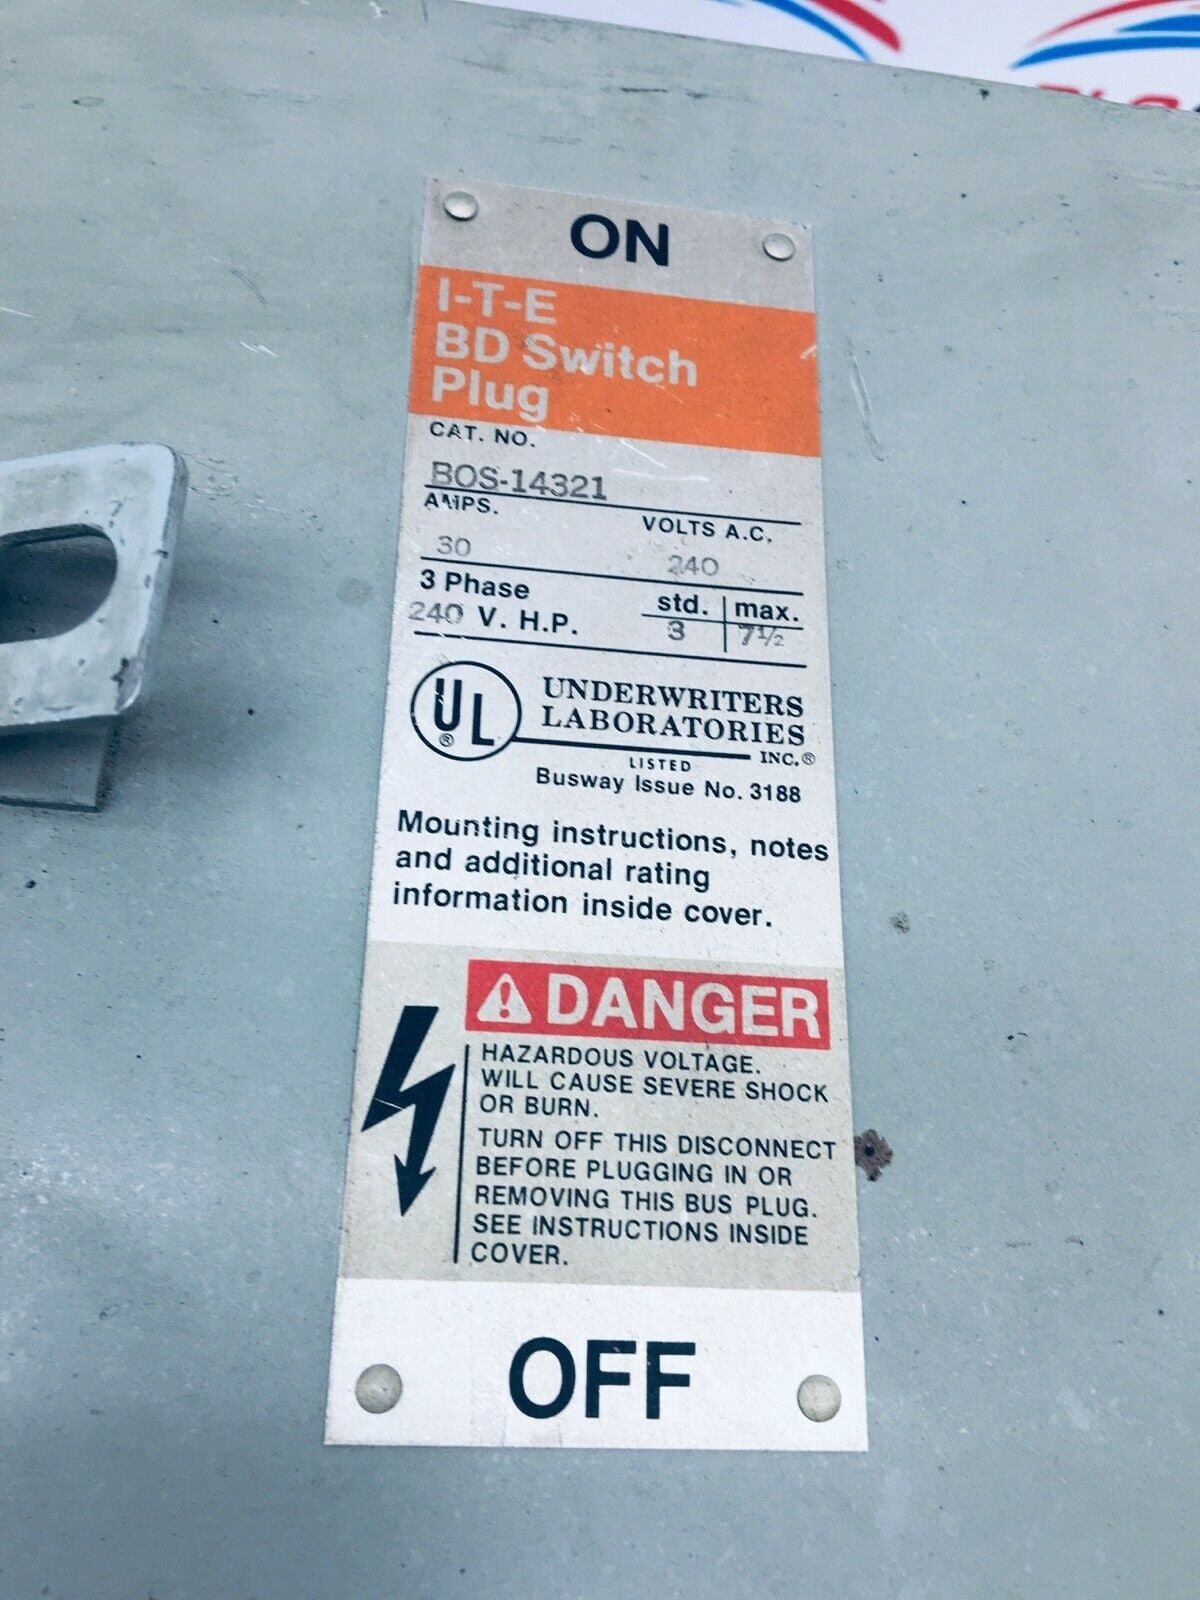 ON
I-T-E
BD Switch
Plug
CAT. NO.
BOS-14321
AMPS. VOLTS A.C.
30 240
3 Phase std. max.
240 V. H.P. 3 7½
UL® UNDERWRITERS
LABORATORIES
INC.®
LISTED
Busway Issue No. 3188
Mounting instructions, notes
and additional rating
information inside cover.
DANGER
HAZARDOUS VOLTAGE.
WILL CAUSE SEVERE SHOCK
OR BURN.
TURN OFF THIS DISCONNECT
BEFORE PLUGGING IN OR
REMOVING THIS BUS PLUG.
SEE INSTRUCTIONS INSIDE
COVER.
OFF